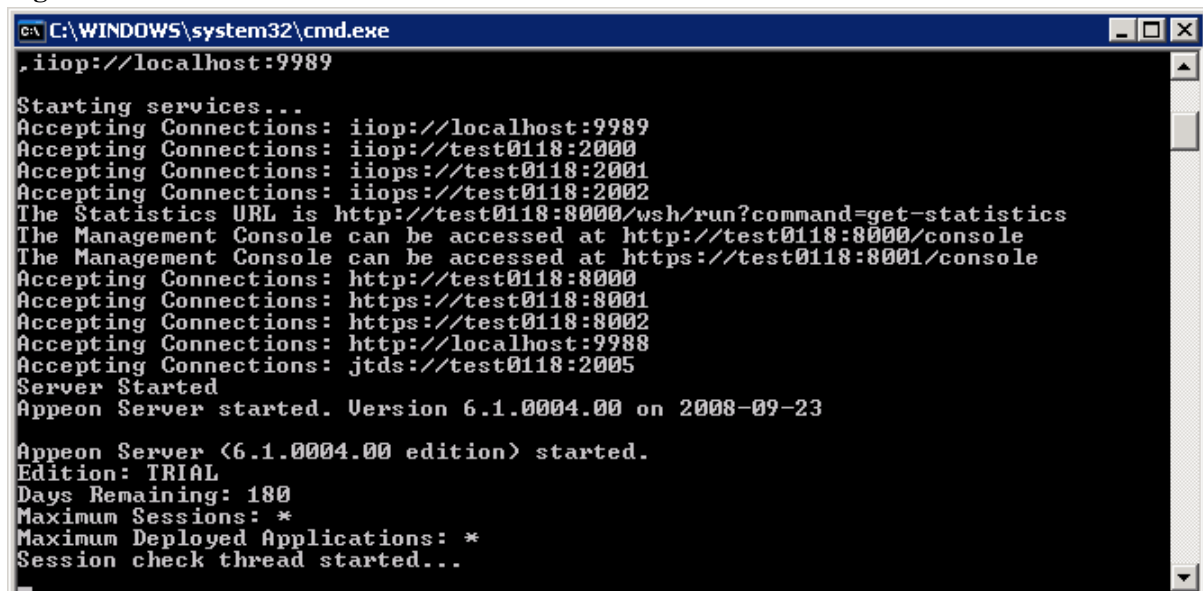 C:\WINDOWS\system32\cmd.exe
,iiop://localhost:9989
Starting services...
Accepting Connections: iiop://localhost:9989
Accepting Connections: iiop://test0118:2000
Accepting Connections: iiops://test0118:2001
Accepting Connections: iiops://test0118:2002
The Statistics URL is http://test0118:8000/wsh/run?command=get-statistics
The Management Console can be accessed at http://test0118:8000/console
The Management Console can be accessed at https://test0118:8001/console
Accepting Connections: http://test0118:8000
Accepting Connections: https://test0118:8001
Accepting Connections: https://test0118:8002
Accepting Connections: http://localhost:9988
Accepting Connections: jtds://test0118:2005
Server Started
Appeon Server started. Version 6.1.0004.00 on 2008-09-23
Appeon Server (6.1.0004.00 edition) started.
Edition: TRIAL
Days Remaining: 180
Maximum Sessions: *
Maximum Deployed Applications: *
Session check thread started...